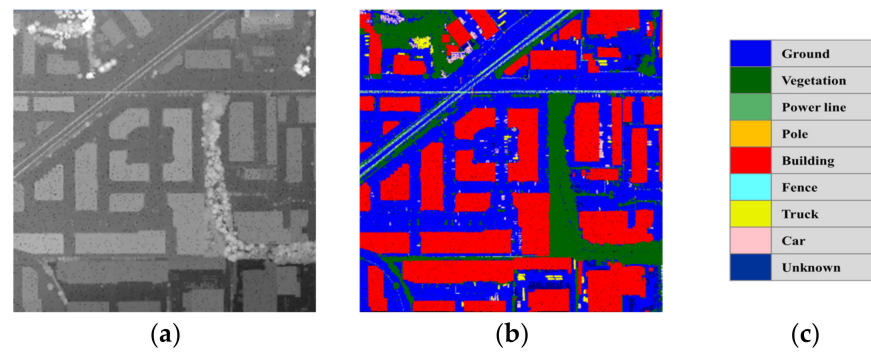 Ground
Vegetation
Power line
Pole
Building
Fence
Truck
Car
Unknown
(a)
(b)
(c)